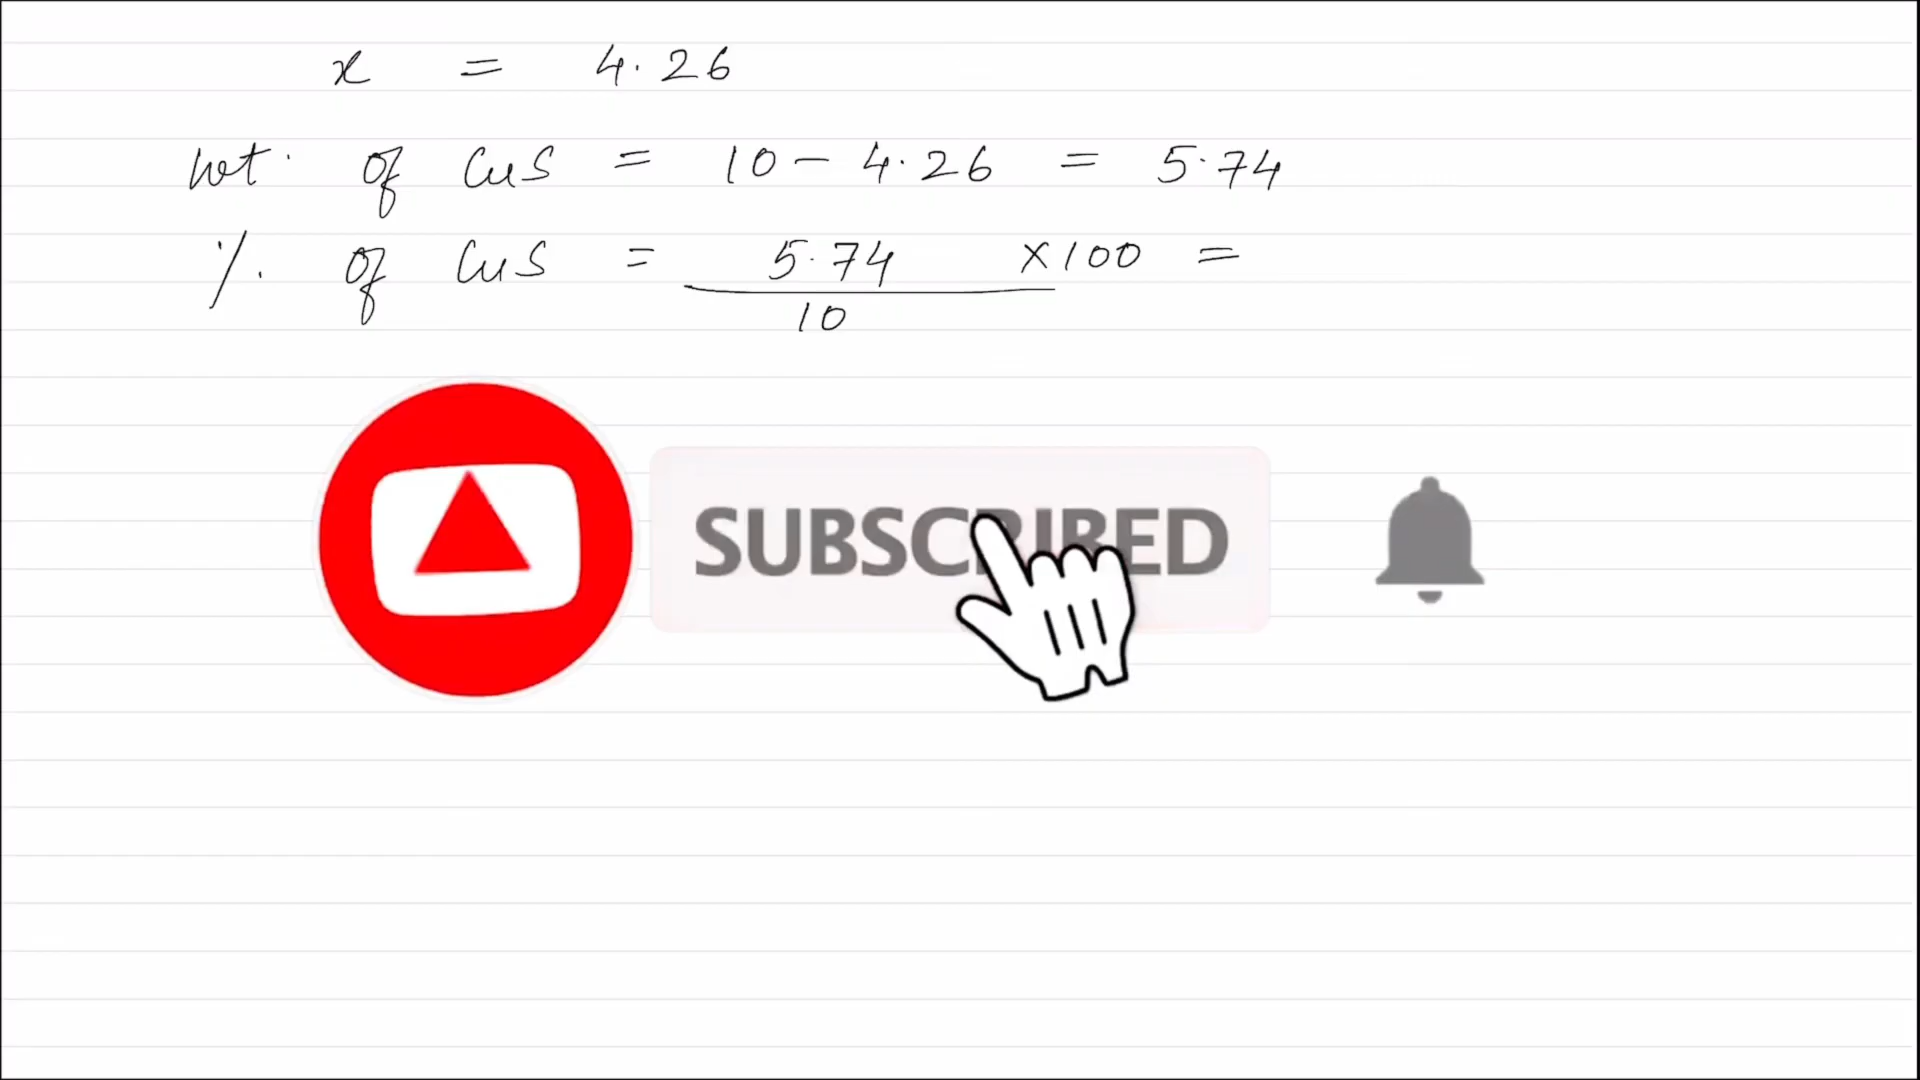 x = 4.26
wt. of CuS = 10 - 4.26 = 5.74
% of CuS = 5.74 × 100 =
10
SUBSCRIBED